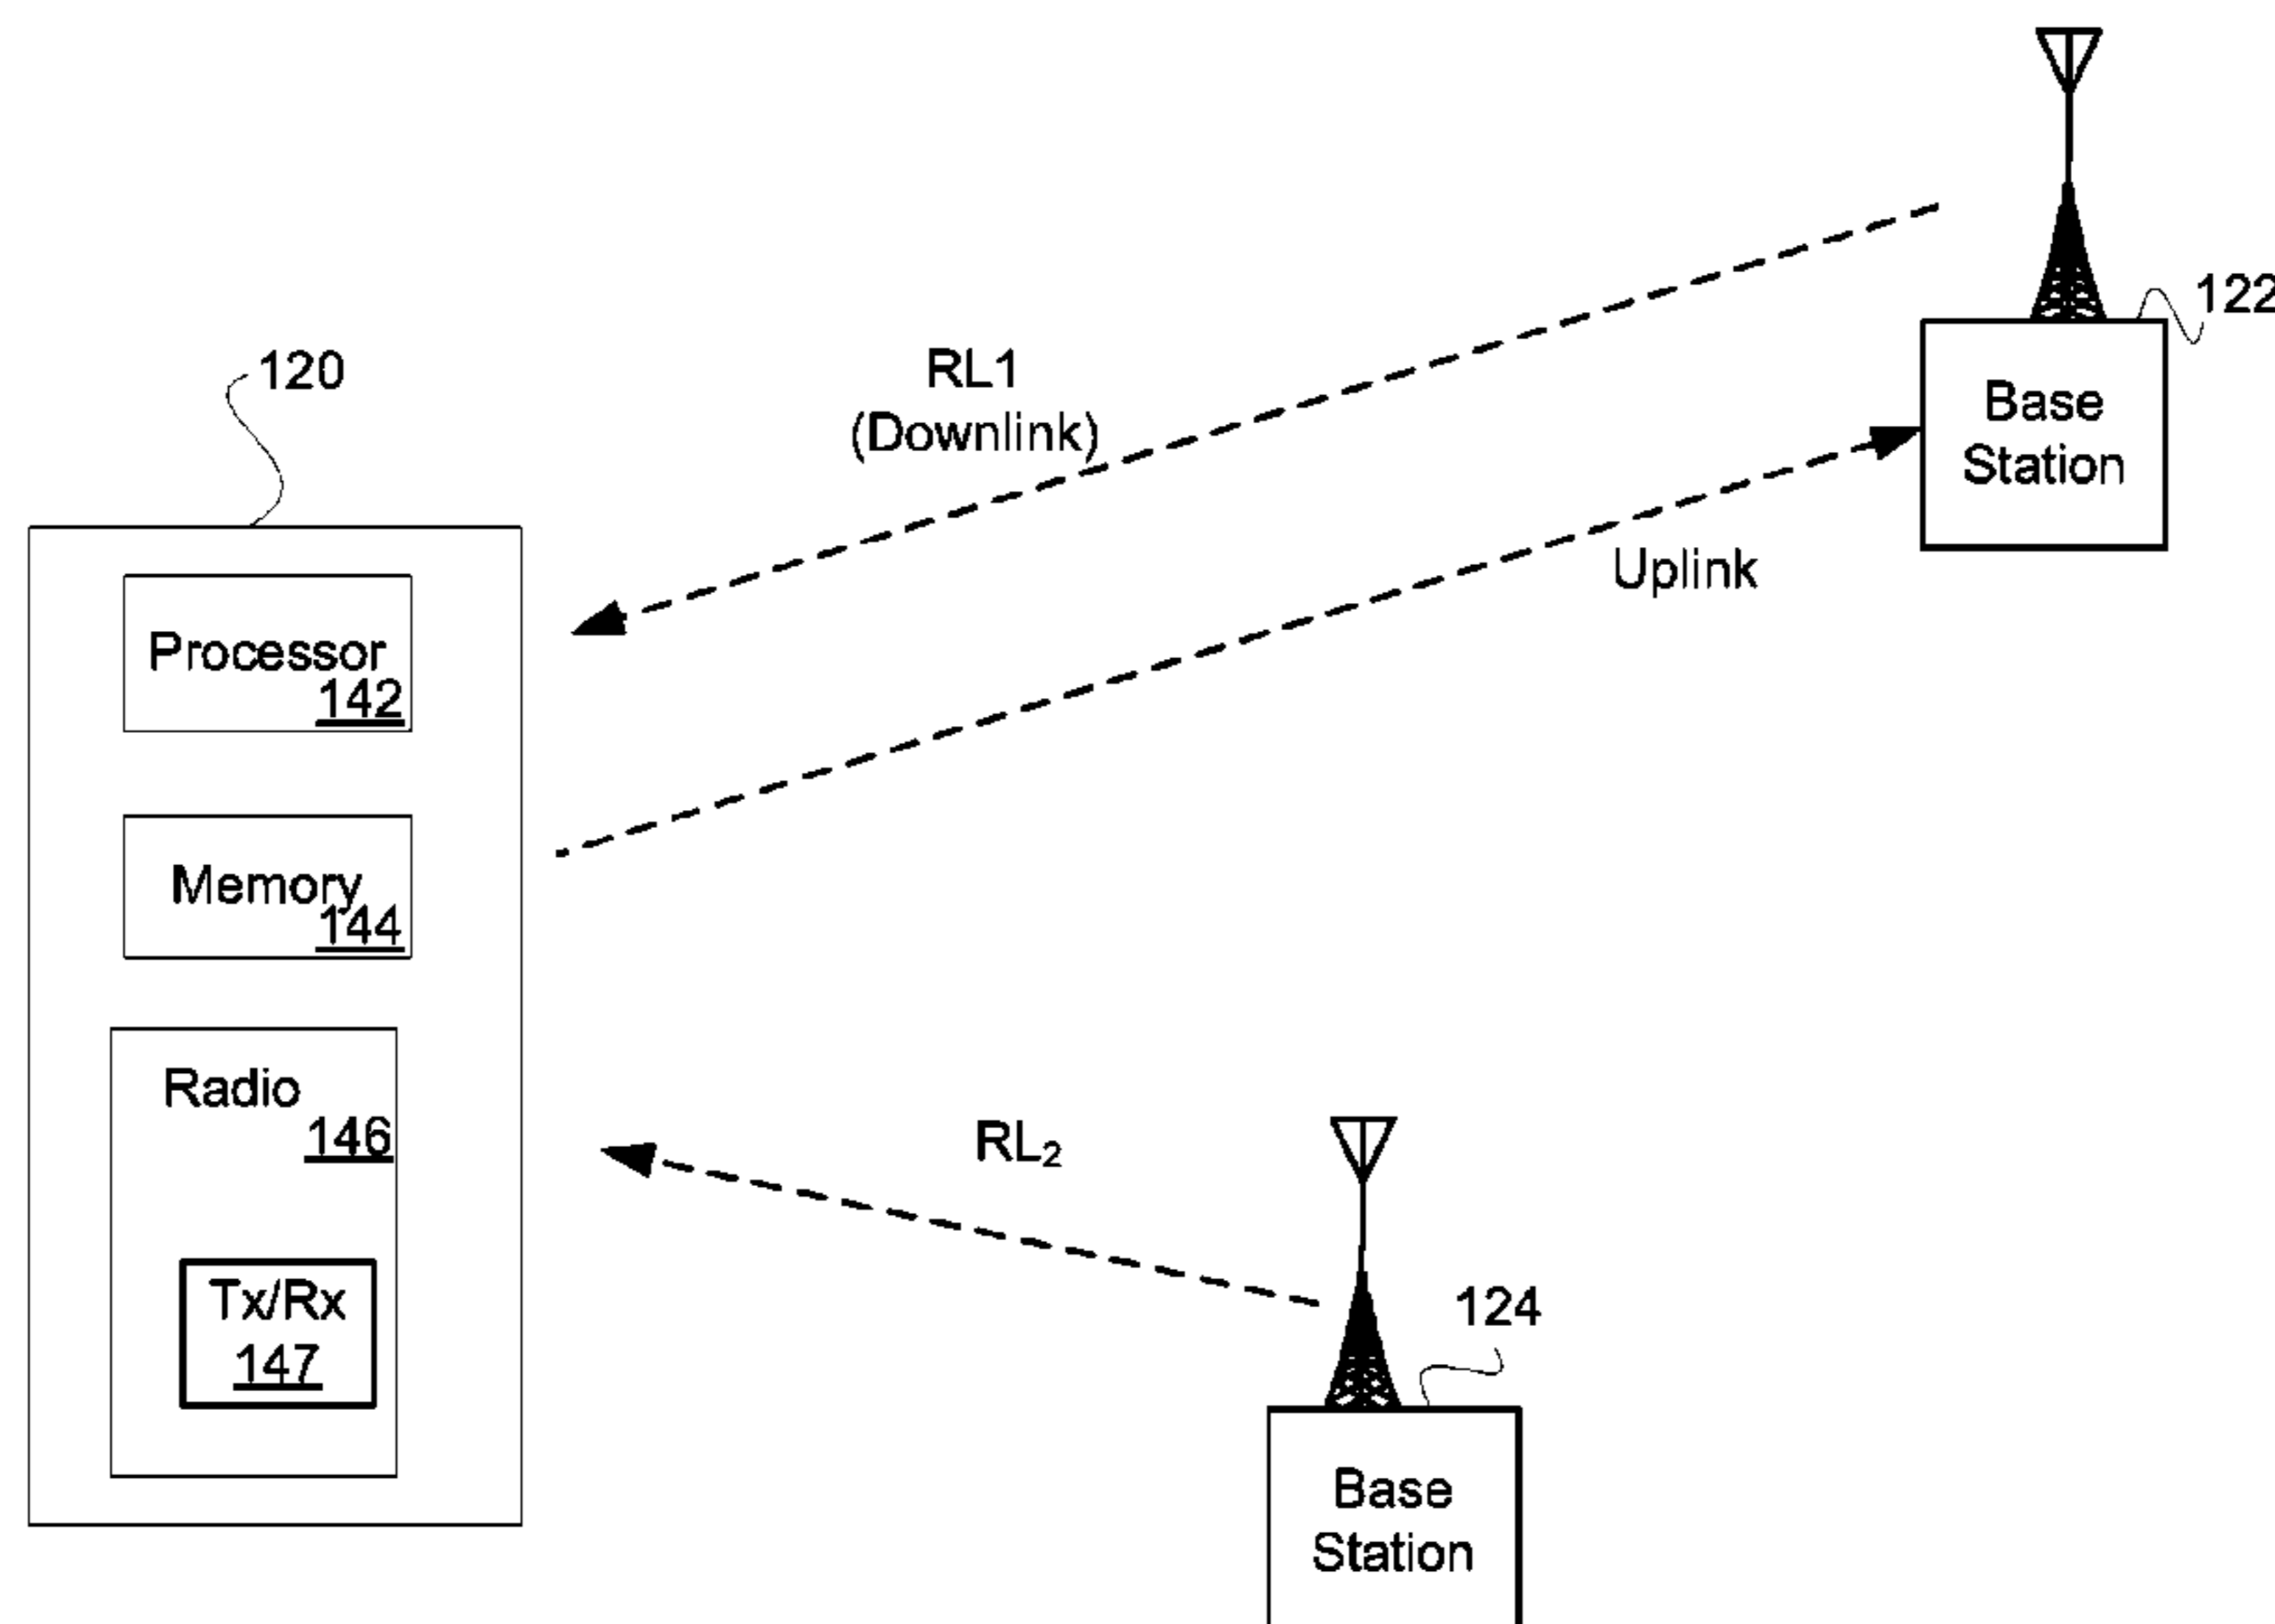 122
Base
Station
RL1
(Downlink)
120
Uplink
Processor
142
Memory
144
Radio
146
RL₂
Tx/Rx
147
124
Base
Station